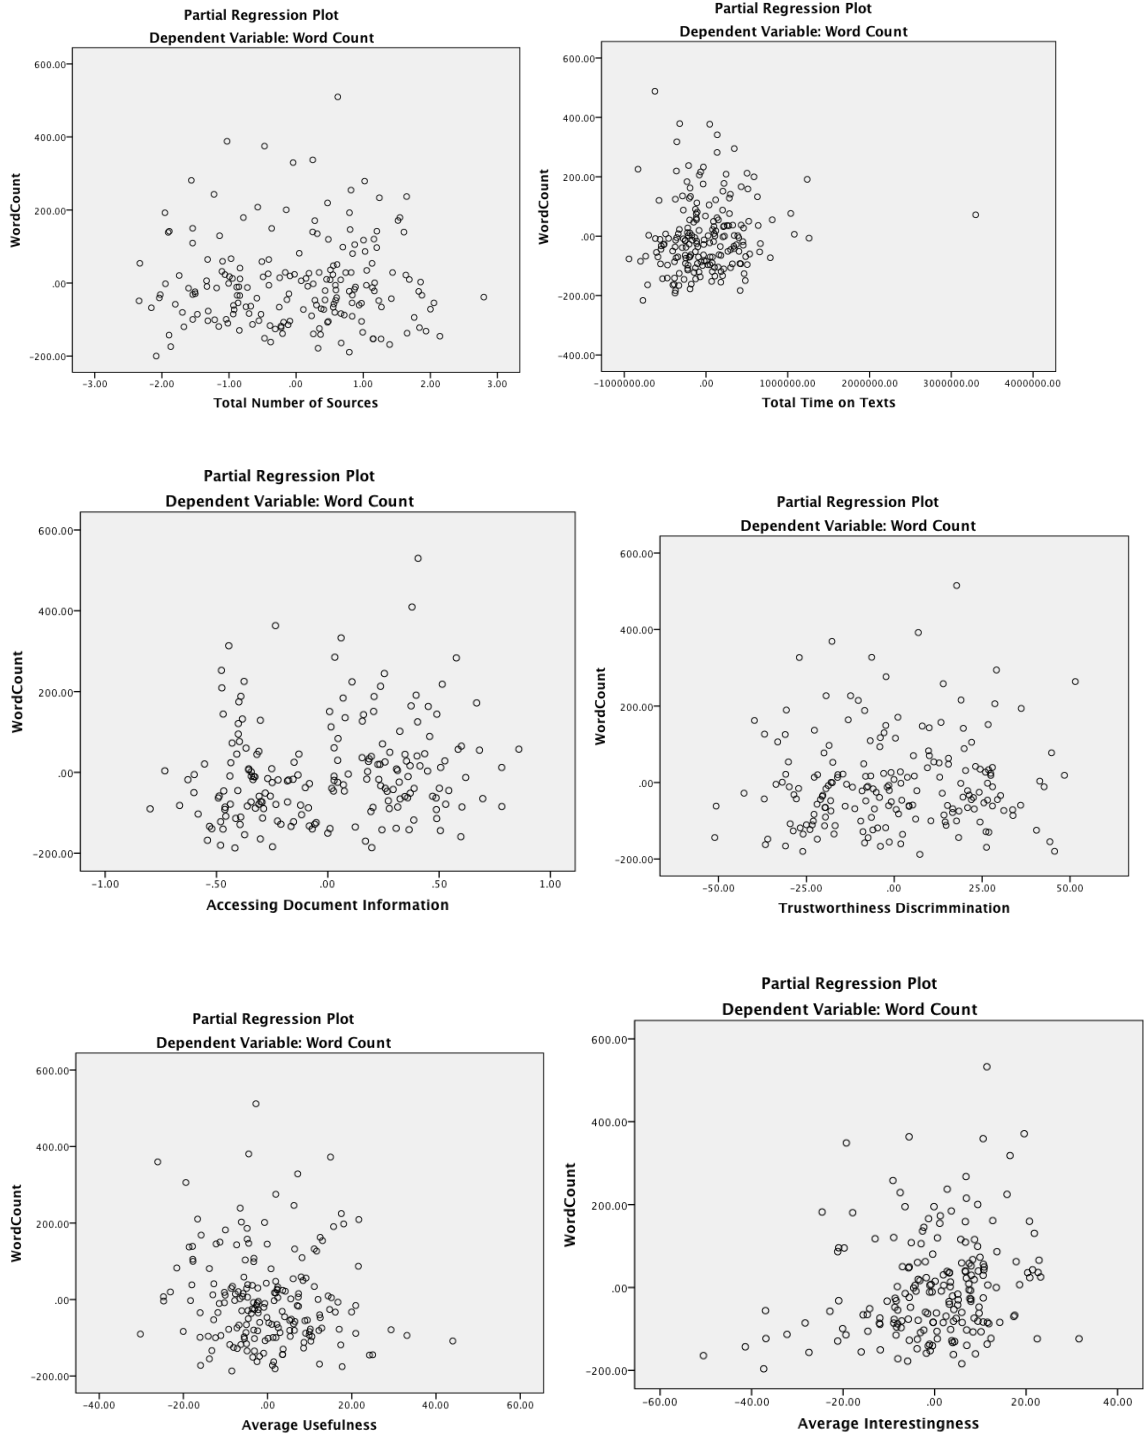 Partial Regression Plot
Dependent Variable: Word Count
WordCount
600.00
400.00
200.00
.00
-200.00
-3.00 -2.00 -1.00 .00 1.00 2.00 3.00
Total Number of Sources
Partial Regression Plot
Dependent Variable: Word Count
WordCount
600.00
400.00
200.00
.00
-200.00
-400.00
-1000000.00 .00 1000000.00 2000000.00 3000000.00 4000000.00
Total Time on Texts
Partial Regression Plot
Dependent Variable: Word Count
WordCount
600.00
400.00
200.00
.00
-200.00
-1.00 -.50 .00 .50 1.00
Accessing Document Information
Partial Regression Plot
Dependent Variable: Word Count
WordCount
600.00
400.00
200.00
.00
-200.00
-50.00 -25.00 .00 25.00 50.00
Trustworthiness Discrimmination
Partial Regression Plot
Dependent Variable: Word Count
WordCount
600.00
400.00
200.00
.00
-200.00
-40.00 -20.00 .00 20.00 40.00 60.00
Average Usefulness
Partial Regression Plot
Dependent Variable: Word Count
WordCount
600.00
400.00
200.00
.00
-200.00
-60.00 -40.00 -20.00 .00 20.00 40.00
Average Interestingness